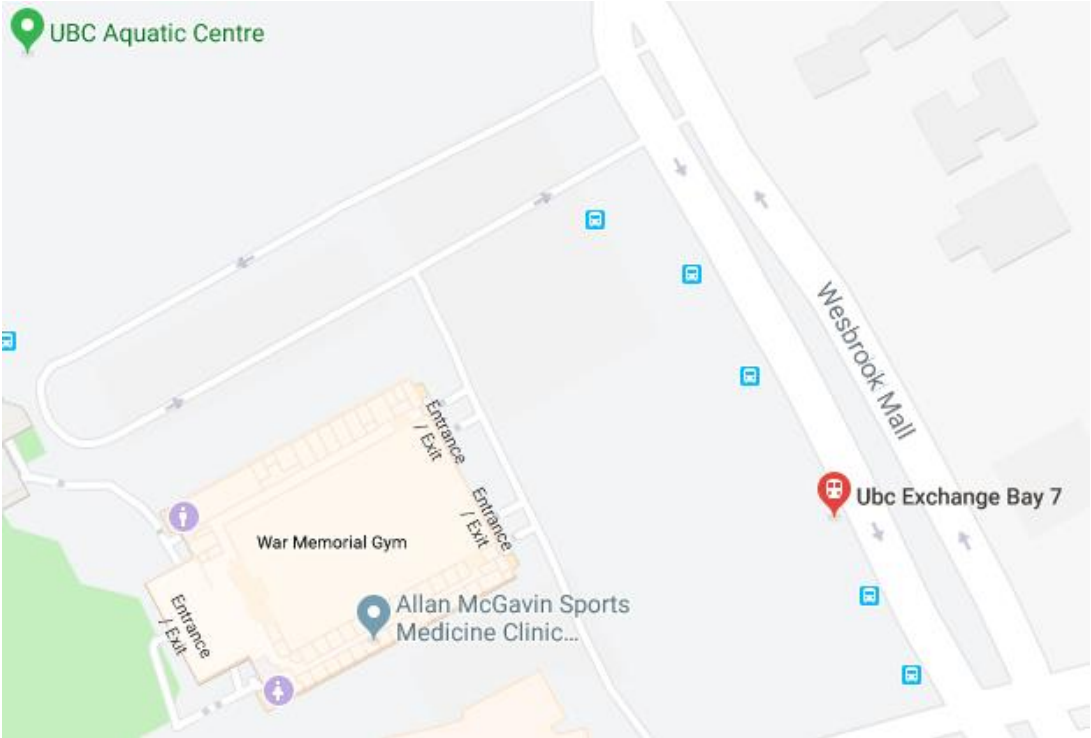 UBC Aquatic Centre
Wesbrook Mall
Entrance
/ Exit
Ubc Exchange Bay 7
Entrance
/ Exit
War Memorial Gym
Entrance
/ Exit
Allan McGavin Sports
Medicine Clinic...